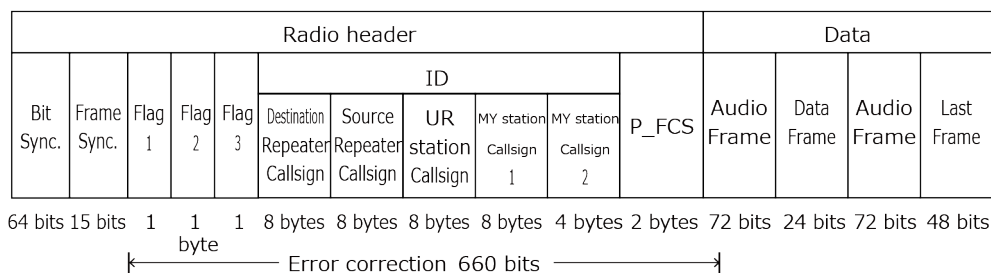 Radio header
Data
ID
Bit
Sync.
Frame
Sync.
Flag
1
Flag
2
Flag
3
Destination
Repeater
Callsign
Source
Repeater
Callsign
UR
station
Callsign
MY station
Callsign
1
MY station
Callsign
2
P_FCS
Audio
Frame
Data
Frame
Audio
Frame
Last
Frame
64 bits 15 bits 1 1 1 8 bytes 8 bytes 8 bytes 8 bytes 4 bytes 2 bytes 72 bits 24 bits 72 bits 48 bits
byte
Error correction 660 bits